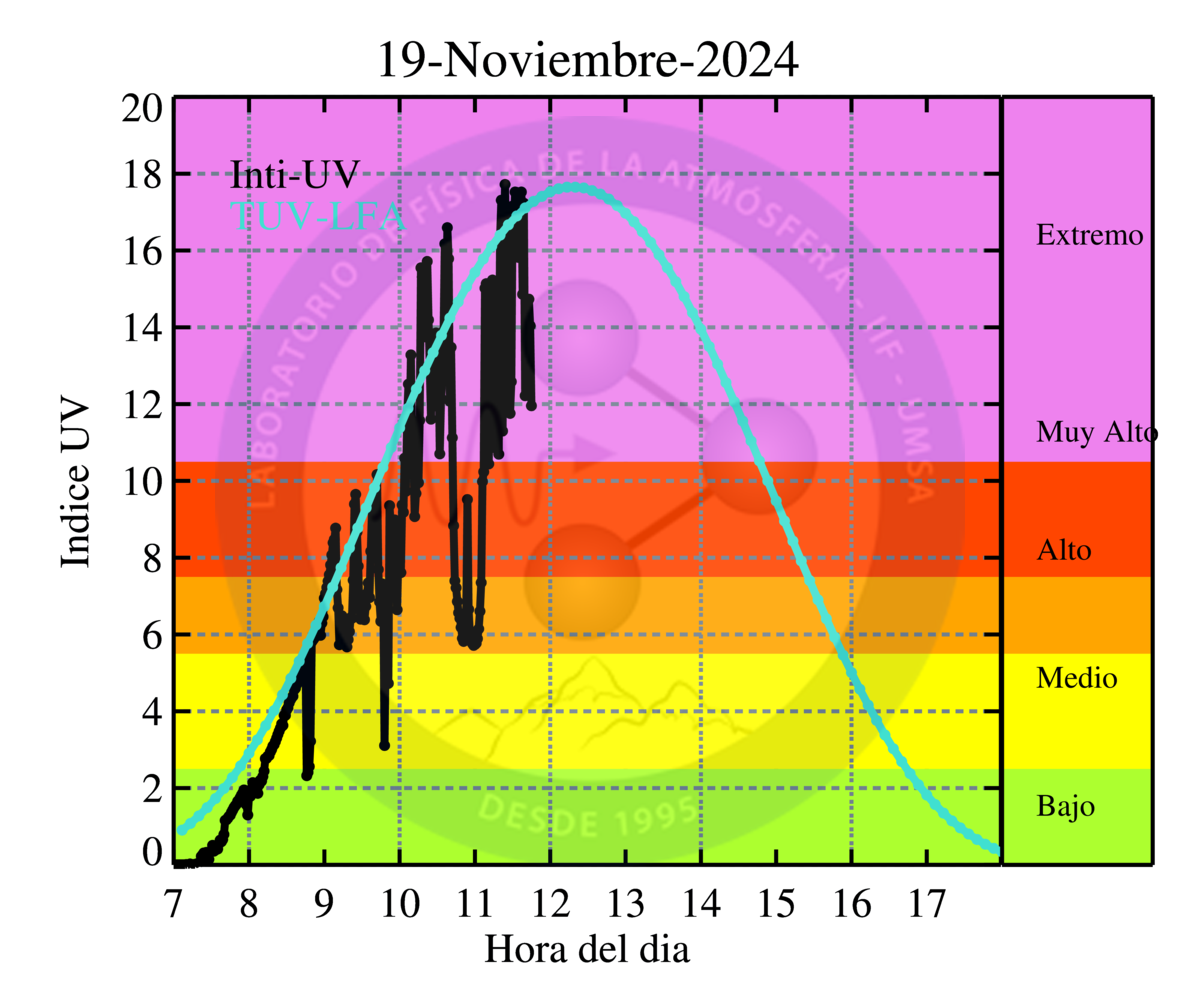 19-Noviembre-2024
20
18
16
14
12
10
8
6
4
2
0
Indice UV
Inti-UV
TUV-LFA
LABORATORIO DE FÍSICA DE LA ATMÓSFERA - IIF - UMSA
DESDE 1995
Extremo
Muy Alto
Alto
Medio
Bajo
7 8 9 10 11 12 13 14 15 16 17
Hora del dia